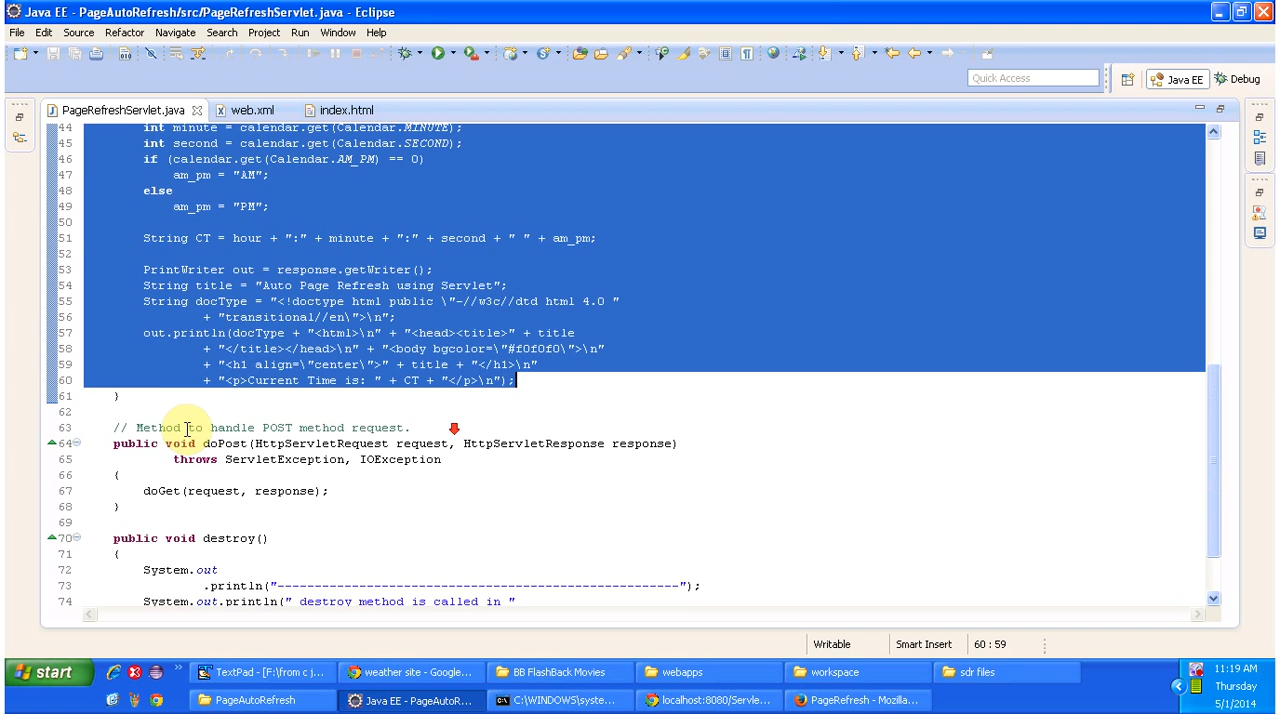 Java EE - PageAutoRefresh/src/PageRefreshServlet.java - Eclipse
File Edit Source Refactor Navigate Search Project Run Window Help
Quick Access
Java EE
Debug
PageRefreshServlet.java
web.xml
index.html
44 int minute = calendar.get(Calendar.MINUTE);
45 int second = calendar.get(Calendar.SECOND);
46 if (calendar.get(Calendar.AM_PM) == 0)
47 am_pm = "AM";
48 else
49 am_pm = "PM";
50
51 String CT = hour + ":" + minute + ":" + second + " " + am_pm;
52
53 PrintWriter out = response.getWriter();
54 String title = "Auto Page Refresh using Servlet";
55 String docType = "<!doctype html public \"-//w3c//dtd html 4.0 "
56 + "transitional//en\">\n";
57 out.println(docType + "<html>\n" + "<head><title>" + title
58 + "</title></head>\n" + "<body bgcolor=\"#f0f0f0\">\n"
59 + "<h1 align=\"center\">" + title + "</h1>\n"
60 + "<p>Current Time is: " + CT + "</p>\n");
61 }
62
63 // Method to handle POST method request.
64 public void doPost(HttpServletRequest request, HttpServletResponse response)
65 throws ServletException, IOException
66 {
67 doGet(request, response);
68 }
69
70 public void destroy()
71 {
72 System.out
73 .println("------------------------------------------------------");
74 System.out.println(" destroy method is called in "
Writable
Smart Insert
60 : 59
start
TextPad - [F:\from c j...
weather site - Google...
BB FlashBack Movies
webapps
workspace
sdr files
11:19 AM
Thursday
PageAutoRefresh
Java EE - PageAutoR...
C:\WINDOWS\syste...
localhost:8080/Servle...
PageRefresh - Mozilla...
5/1/2014